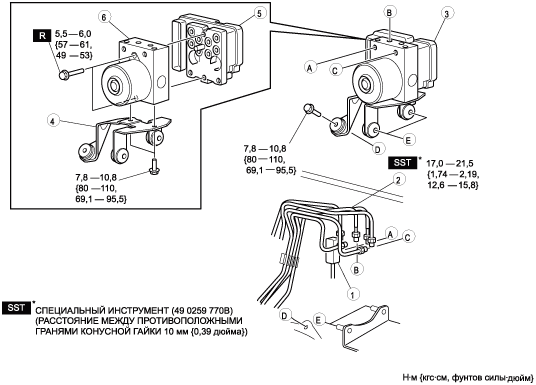 6
5
B
3
R
5,5—6,0
{57—61,
49—53}
A
C
4
7,8—10,8
{80—110,
69,1—95,5}
7,8—10,8
{80—110,
69,1—95,5}
D
E
SST*
17,0—21,5
{1,74—2,19,
12,6—15,8}
2
A
C
B
1
D
E
SST*
СПЕЦИАЛЬНЫЙ ИНСТРУМЕНТ (49 0259 770B)
(РАССТОЯНИЕ МЕЖДУ ПРОТИВОПОЛОЖНЫМИ
ГРАНЯМИ КОНУСНОЙ ГАЙКИ 10 мм {0,39 дюйма})
Н·м {кгс·см, фунтов силы·дюйм}